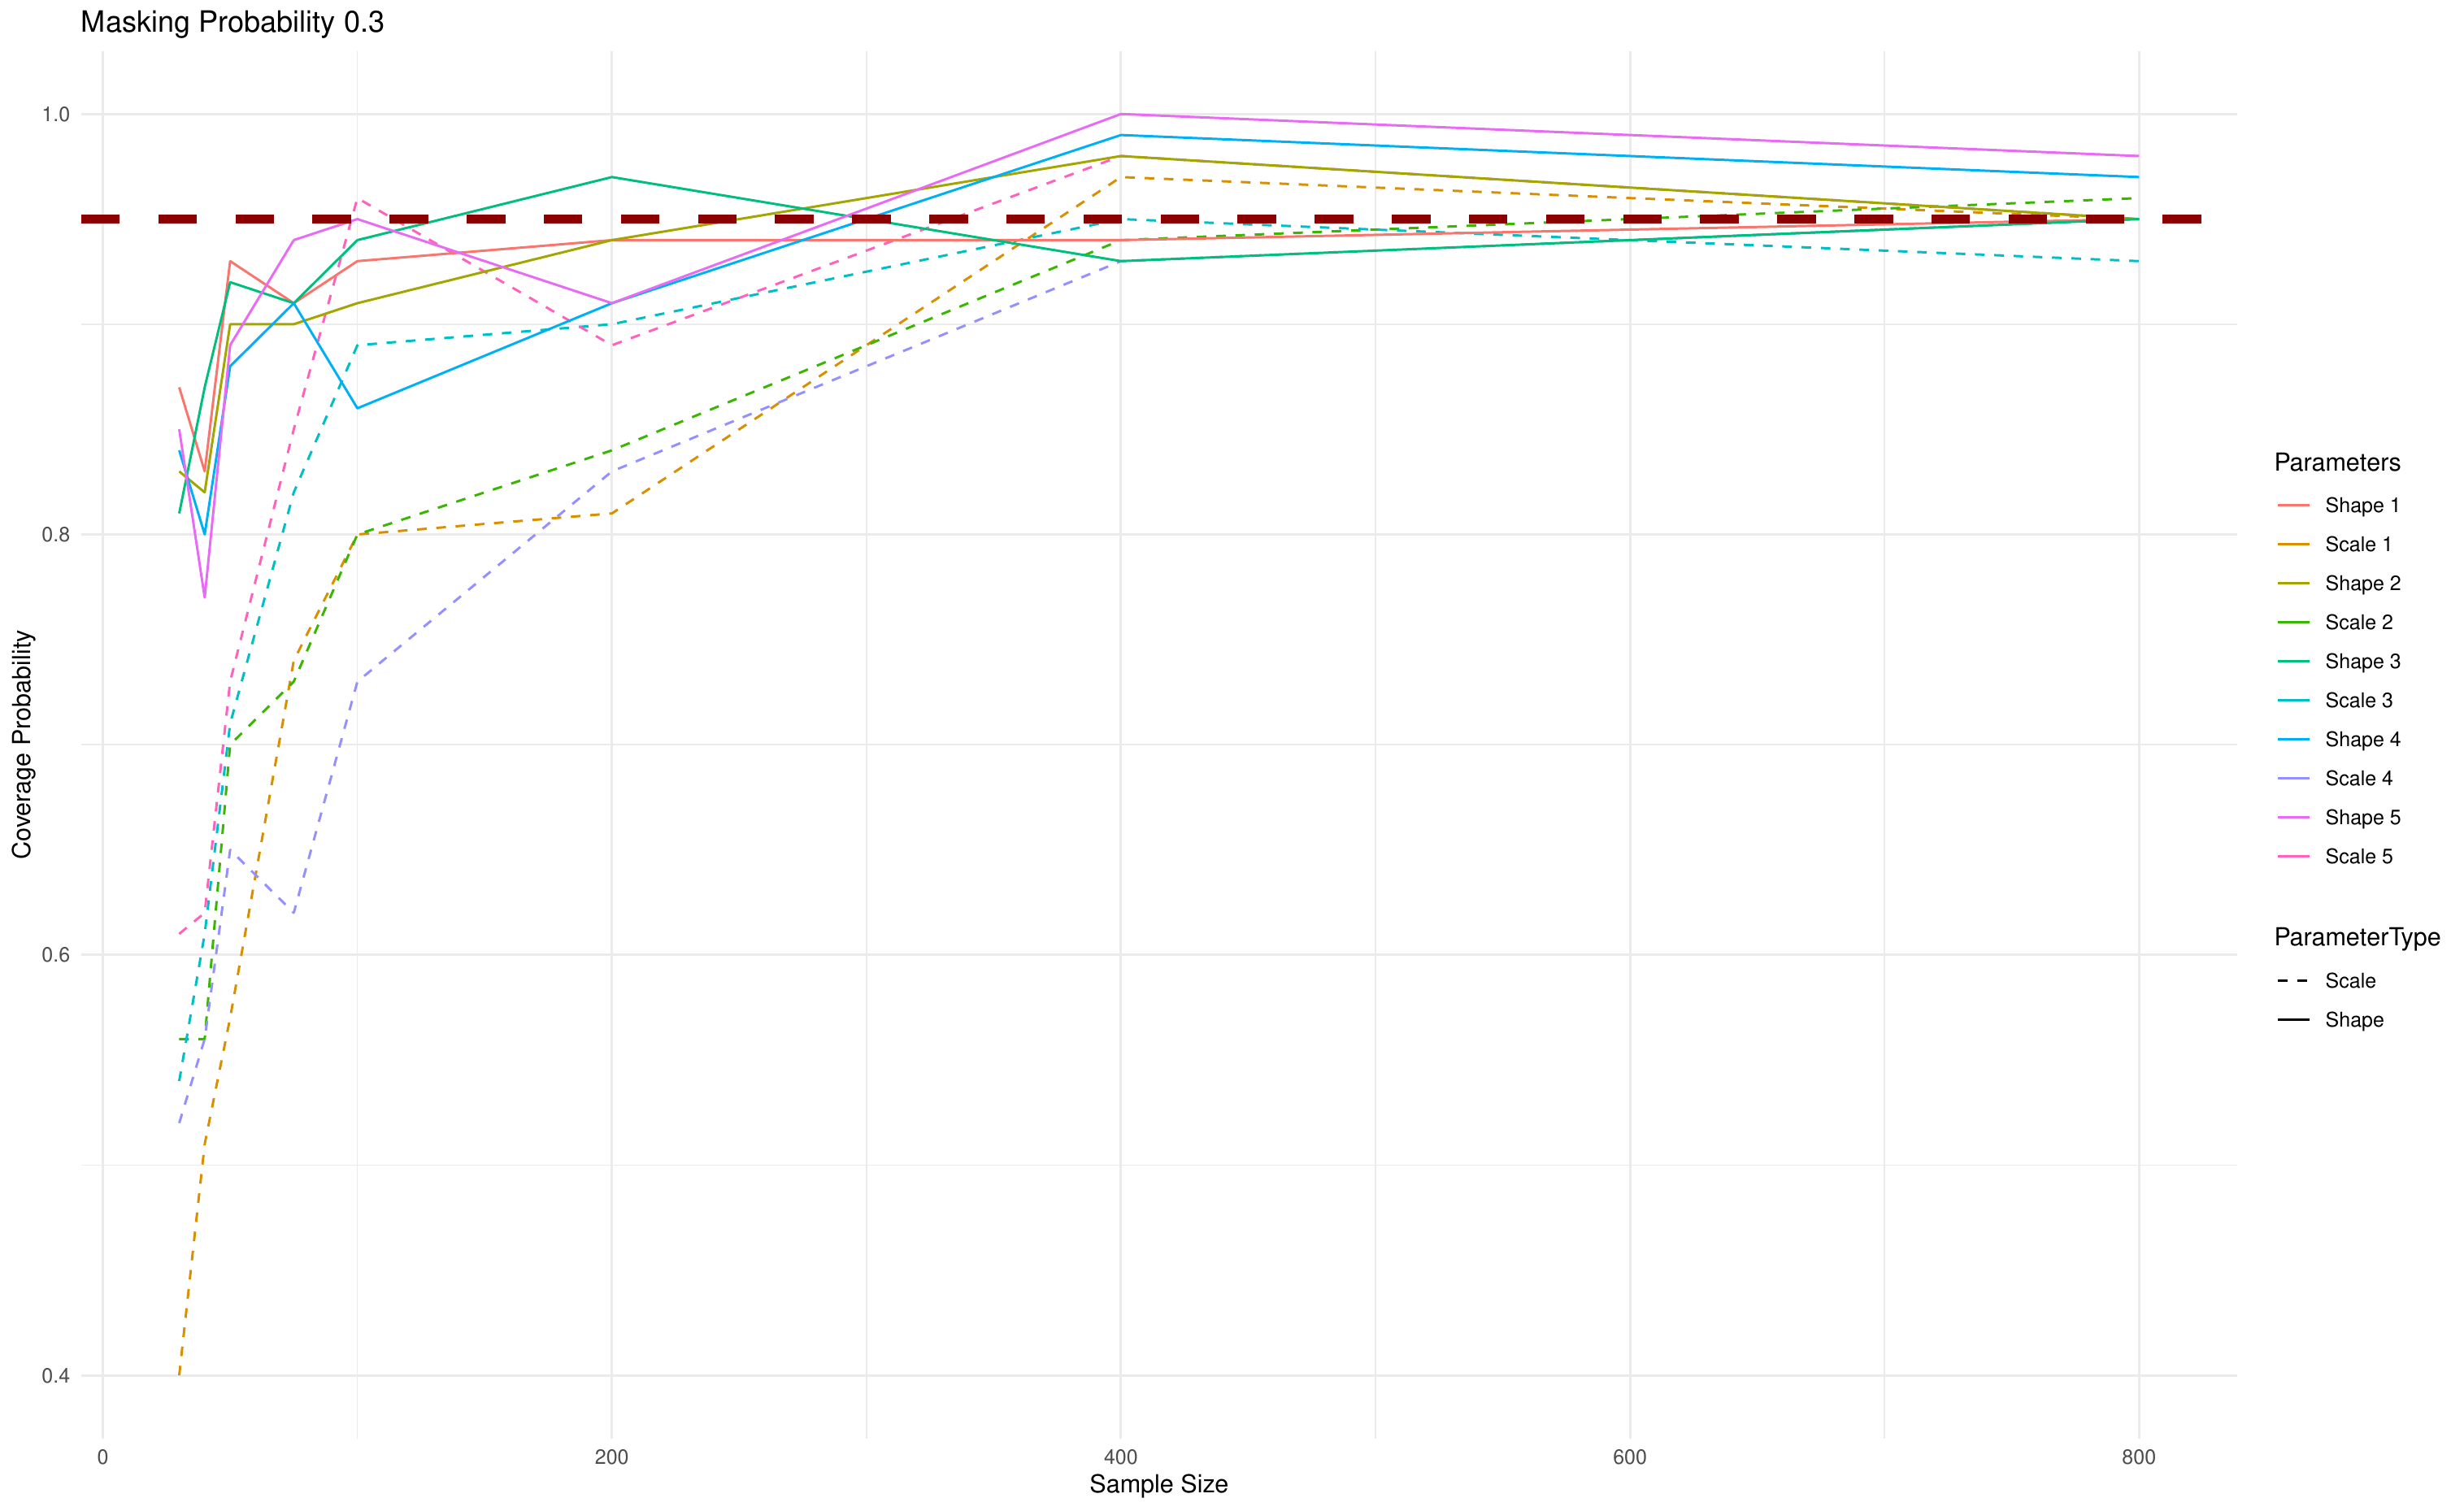 Masking Probability 0.3
1.0
0.8
0.6
0.4
Coverage Probability
0
200
400
600
800
Sample Size
Parameters
Shape 1
Scale 1
Shape 2
Scale 2
Shape 3
Scale 3
Shape 4
Scale 4
Shape 5
Scale 5
ParameterType
Scale
Shape